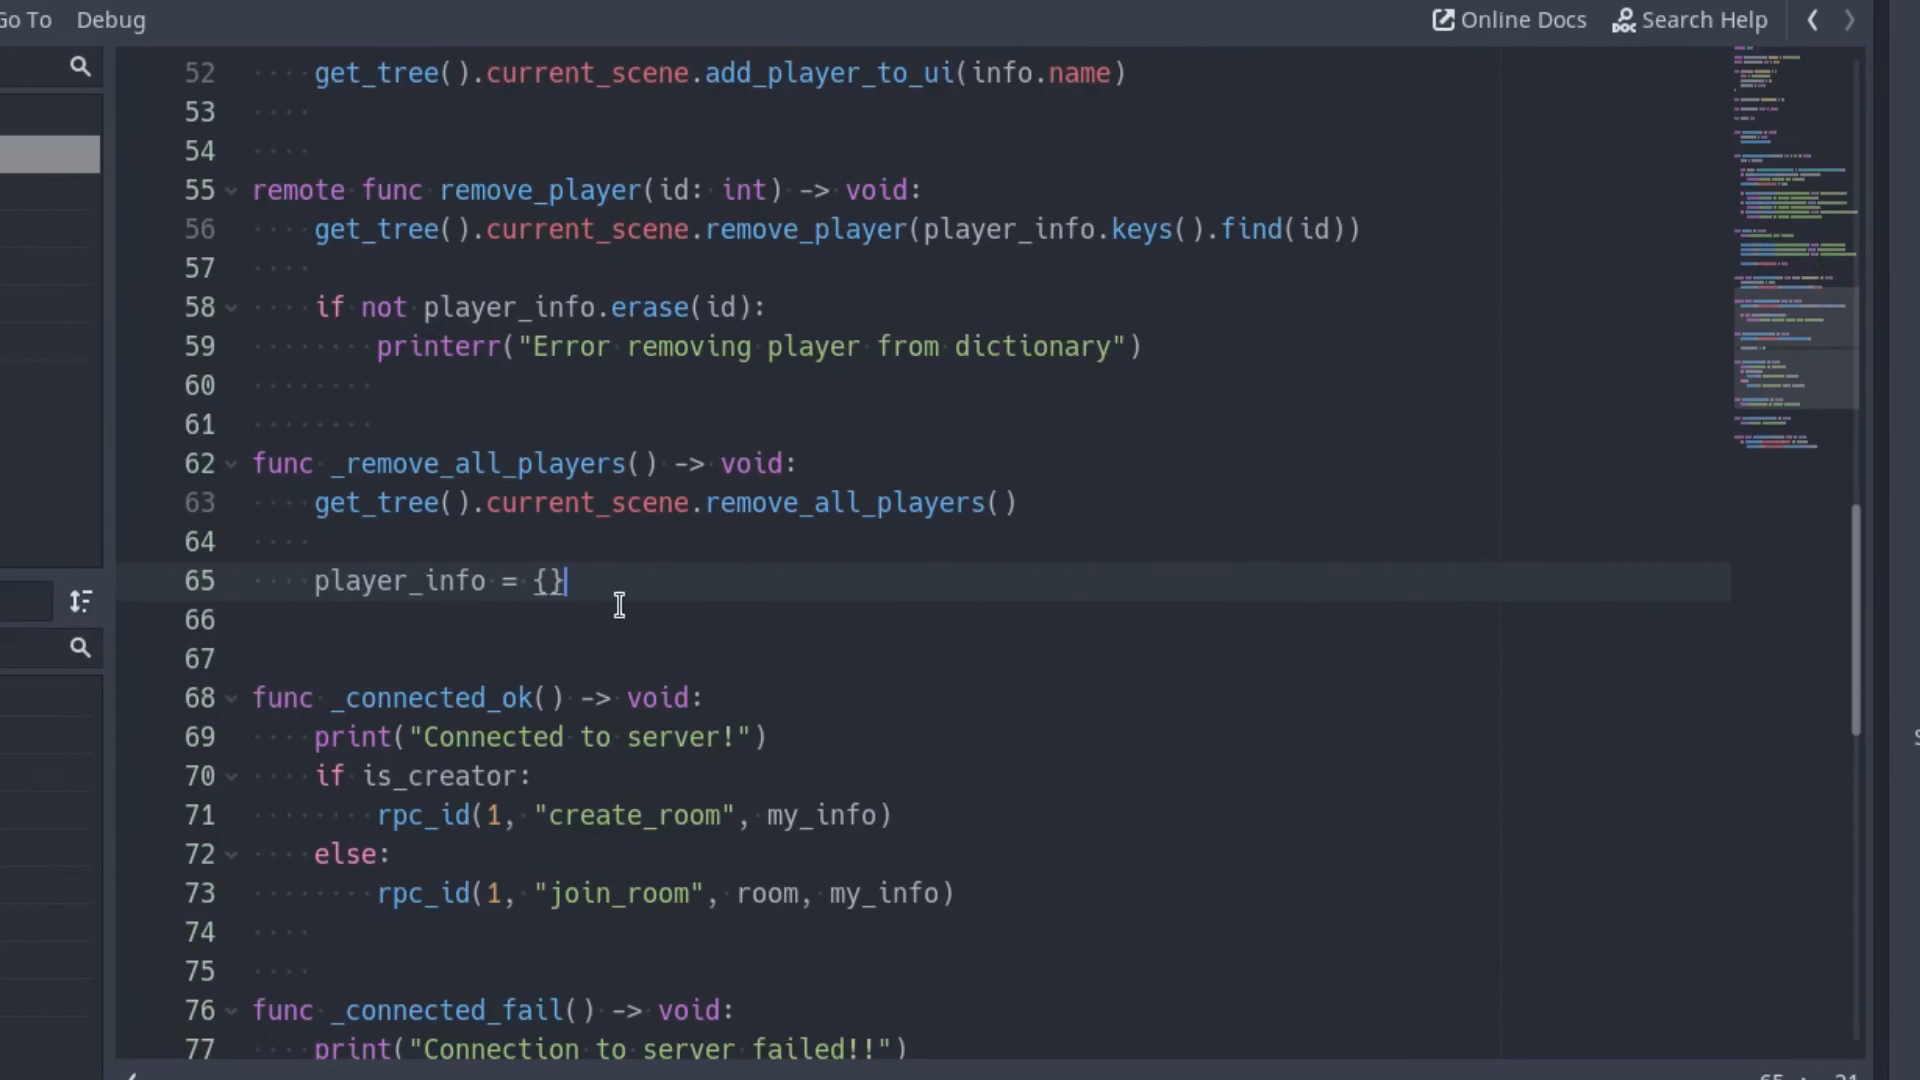 Go To Debug Online Docs Search Help
52 get_tree().current_scene.add_player_to_ui(info.name)
53
54
55 remote func remove_player(id: int) -> void:
56 get_tree().current_scene.remove_player(player_info.keys().find(id))
57
58 if not player_info.erase(id):
59 printerr("Error removing player from dictionary")
60
61
62 func _remove_all_players() -> void:
63 get_tree().current_scene.remove_all_players()
64
65 player_info = {}
66
67
68 func _connected_ok() -> void:
69 print("Connected to server!")
70 if is_creator:
71 rpc_id(1, "create_room", my_info)
72 else:
73 rpc_id(1, "join_room", room, my_info)
74
75
76 func _connected_fail() -> void:
77 print("Connection to server failed!!")